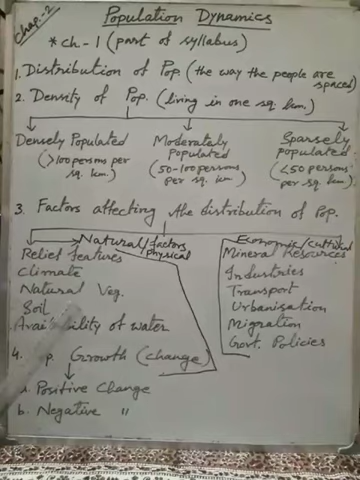 Chap.-2
Population Dynamics
* Ch.-1 (part of syllabus)
1. Distribution of Pop. (the way the people are spaced)
2. Density of Pop. (living in one sq. km.)
Densely Populated
(>100 persons per
sq. km.)
Moderately
Populated
(50-100 persons
per sq. km)
Sparsely
populated
(<50 persons
per sq. km.)
3. Factors affecting the distribution of Pop.
Natural/physical factors
Relief features
Climate
Natural Veg.
Soil
Availability of water
Economic/cultural
Mineral Resources
Industries
Transport
Urbanisation
Migration
Govt. Policies
4. p. Growth (change)
a. Positive Change
b. Negative "